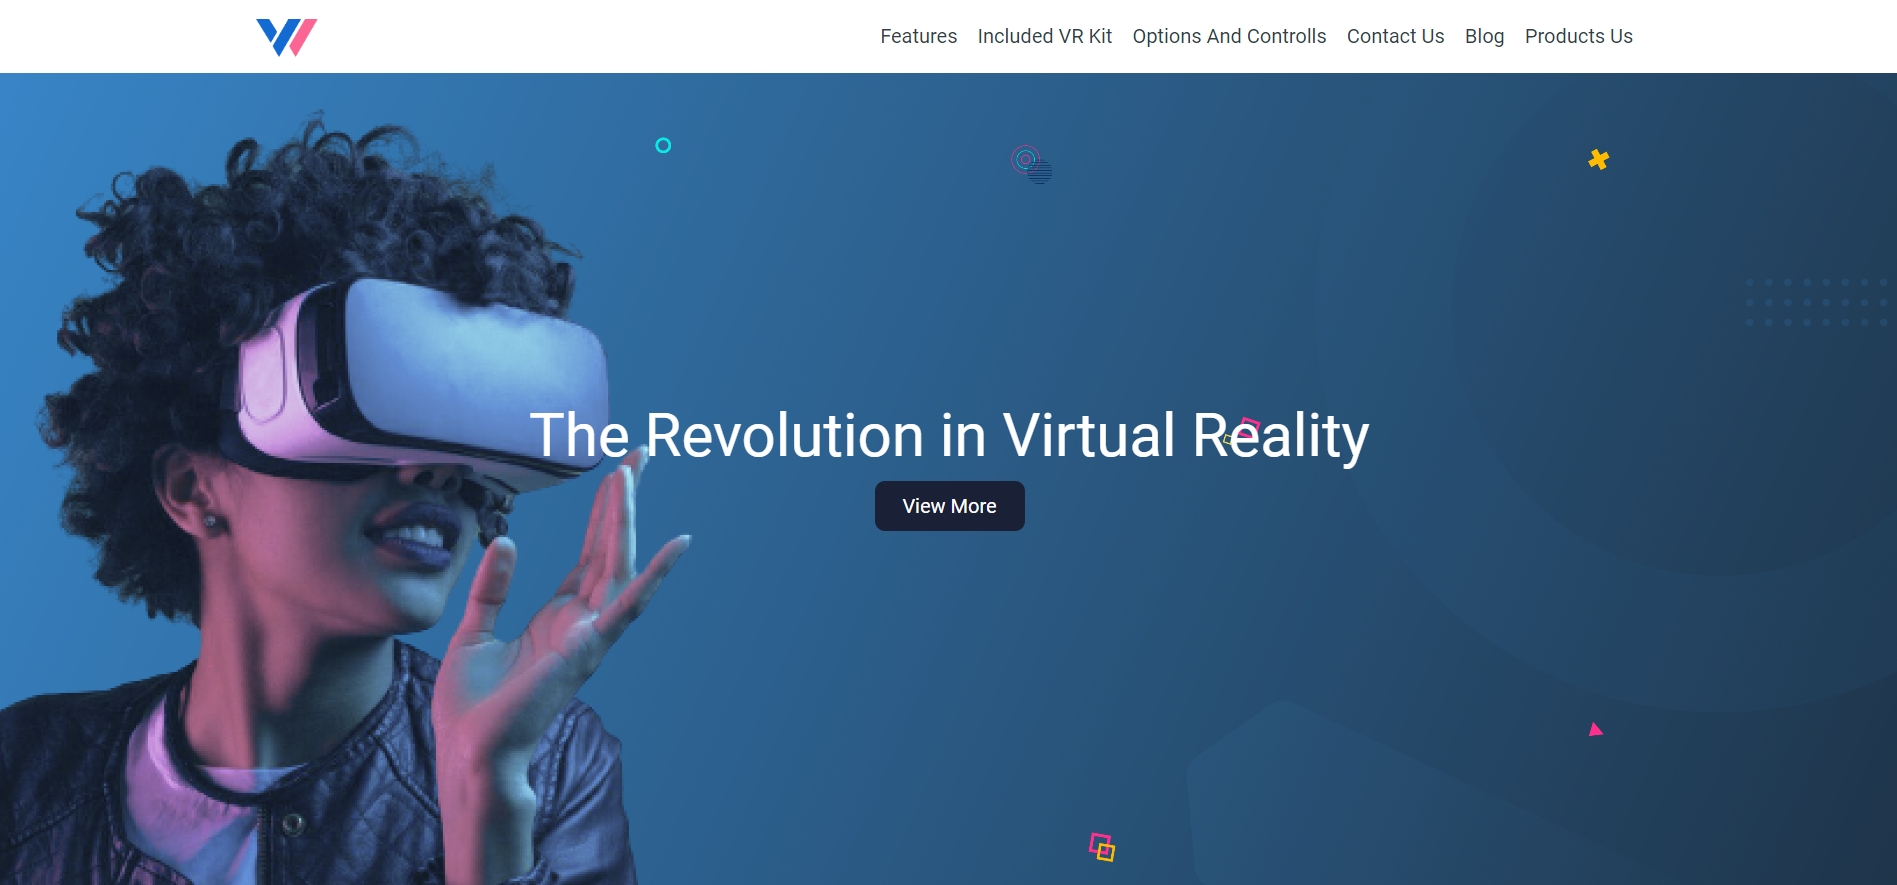 Features Included VR Kit Options And Controlls Contact Us Blog Products Us
The Revolution in Virtual Reality
View More